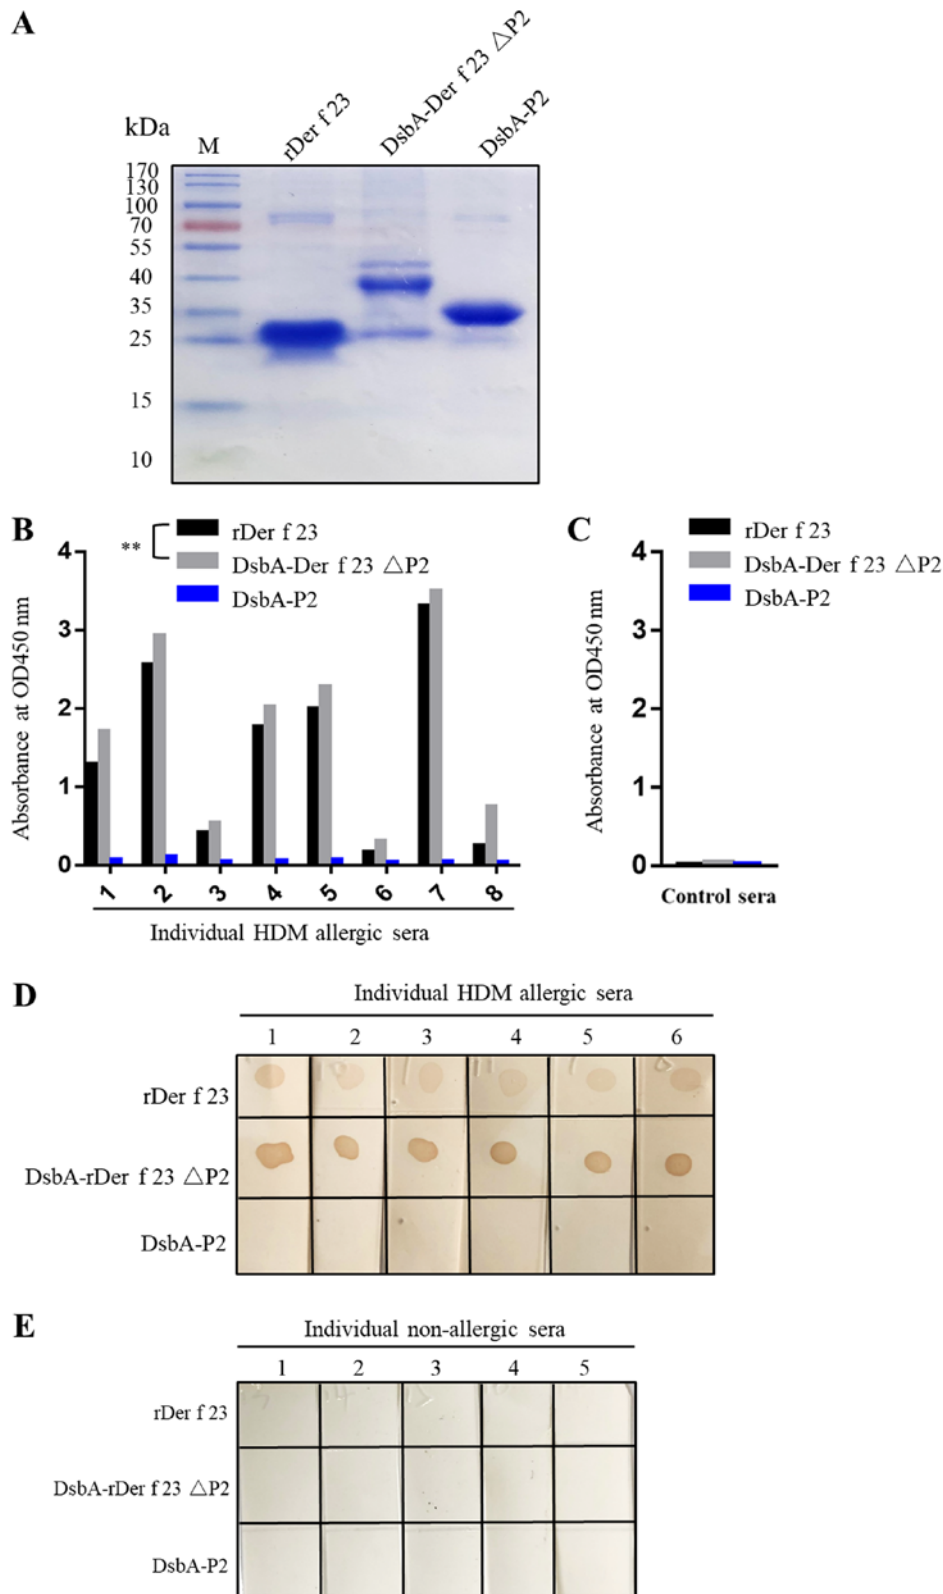 A
kDa
M
rDer f 23
DsbA-Der f 23 △P2
DsbA-P2
170
130
100
70
55
40
35
25
15
10
B
**
rDer f 23
DsbA-Der f 23 △P2
DsbA-P2
Absorbance at OD450 nm
4
3
2
1
0
1 2 3 4 5 6 7 8
Individual HDM allergic sera
C
rDer f 23
DsbA-Der f 23 △P2
DsbA-P2
Absorbance at OD450 nm
4
3
2
1
0
Control sera
D
Individual HDM allergic sera
1 2 3 4 5 6
rDer f 23
DsbA-rDer f 23 △P2
DsbA-P2
E
Individual non-allergic sera
1 2 3 4 5
rDer f 23
DsbA-rDer f 23 △P2
DsbA-P2